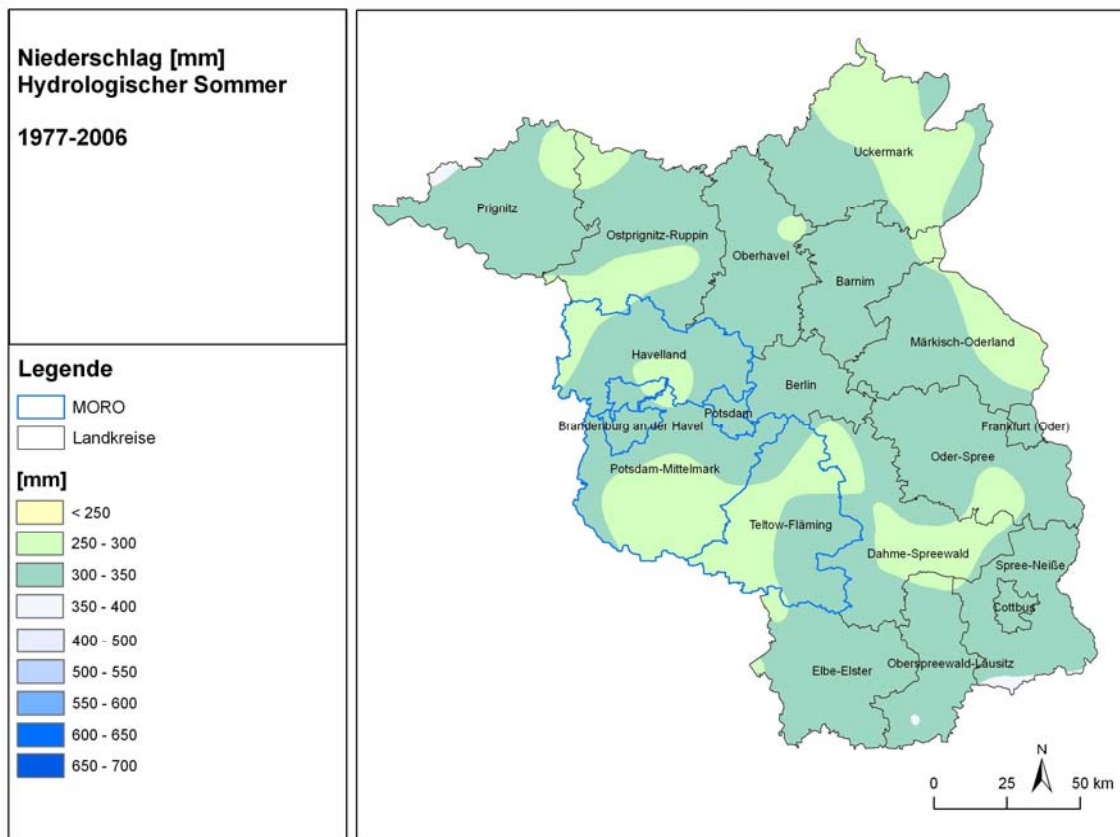 Niederschlag [mm]
Hydrologischer Sommer
1977-2006
Legende
MORO
Landkreise
[mm]
< 250
250 - 300
300 - 350
350 - 400
400 - 500
500 - 550
550 - 600
600 - 650
650 - 700
Uckermark
Prignitz
Ostprignitz-Ruppin
Oberhavel
Barnim
Märkisch-Oderland
Havelland
Berlin
Potsdam
Brandenburg an der Havel
Frankfurt (Oder)
Oder-Spree
Potsdam-Mittelmark
Teltow-Fläming
Dahme-Spreewald
Spree-Neiße
Cottbus
Elbe-Elster
Oberspreewald-Lausitz
N
0 25 50 km